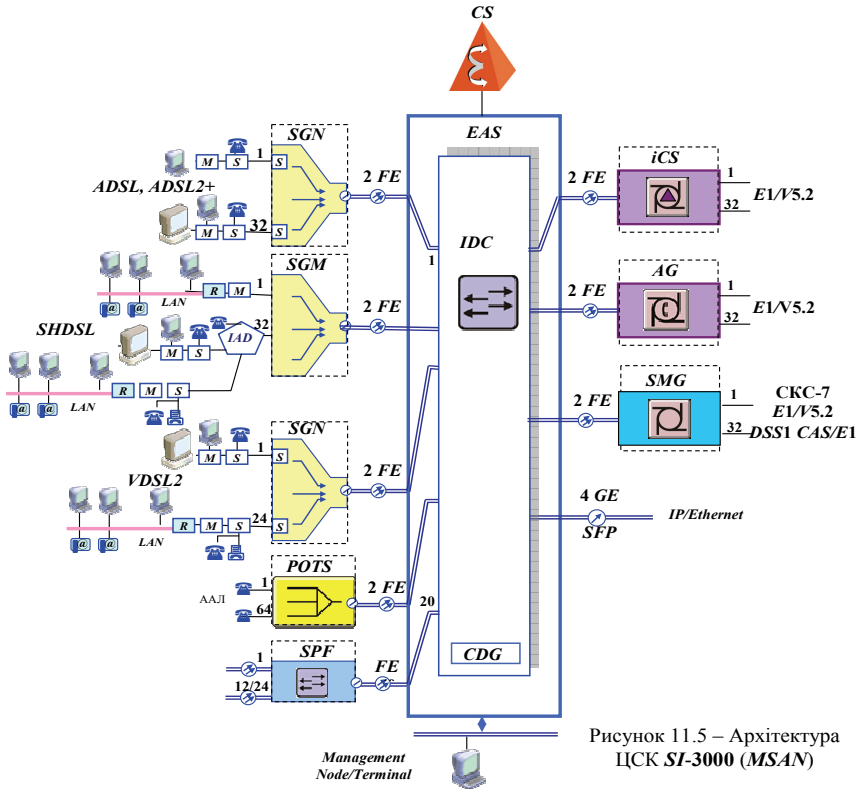 CS
EAS
SGN
ADSL, ADSL2+
M
S
1
S
M
S
32
S
2 FE
1
IDC
2 FE
iCS
1
32
E1/V5.2
SGM
LAN
R
M
1
SHDSL
M
S
IAD
32
@
@
LAN
R
M
S
@
@
2 FE
2 FE
AG
C
1
32
E1/V5.2
SMG
2 FE
1
32
СКС-7
E1/V5.2
DSS1 CAS/E1
SGN
M
S
1
S
VDSL2
LAN
R
M
S
24
S
@
@
2 FE
4 GE
SFP
IP/Ethernet
POTS
ААЛ
1
64
2 FE
20
SPF
1
12/24
FE
CDG
Management
Node/Terminal
Рисунок 11.5 – Архітектура
ЦСК SI-3000 (MSAN)